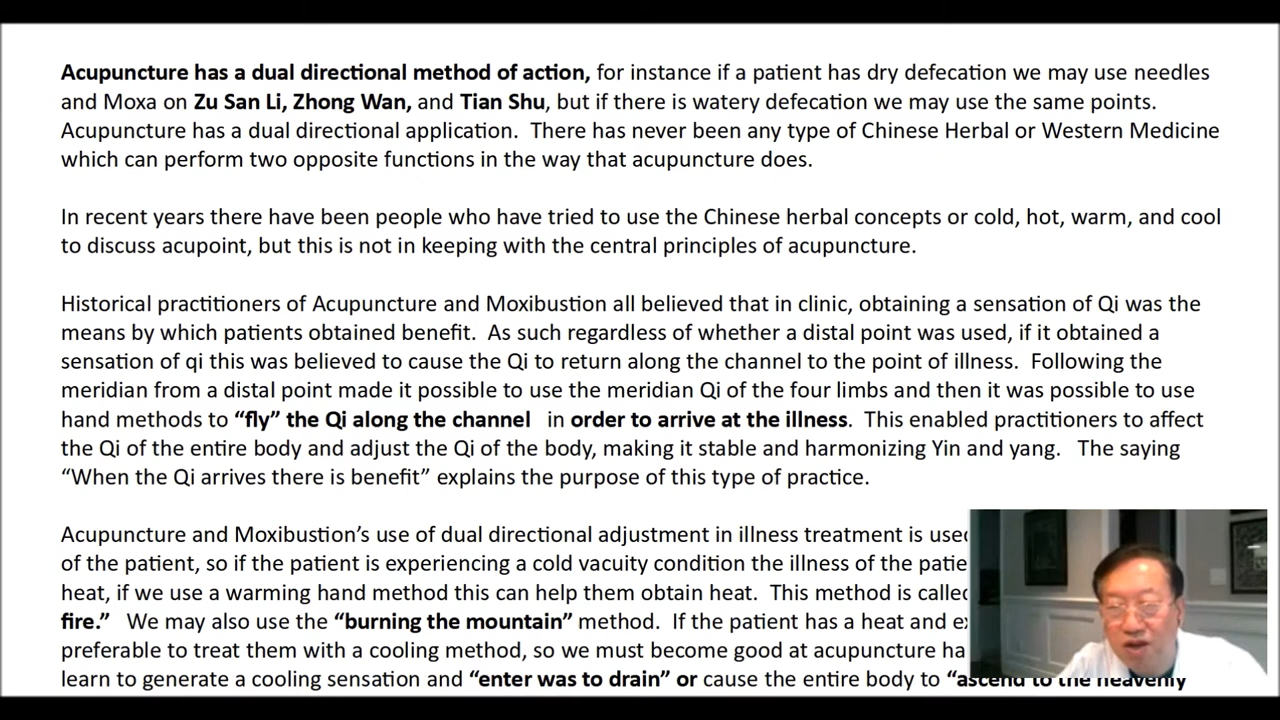 Acupuncture has a dual directional method of action, for instance if a patient has dry defecation we may use needles
and Moxa on Zu San Li, Zhong Wan, and Tian Shu, but if there is watery defecation we may use the same points.
Acupuncture has a dual directional application.  There has never been any type of Chinese Herbal or Western Medicine
which can perform two opposite functions in the way that acupuncture does.
In recent years there have been people who have tried to use the Chinese herbal concepts or cold, hot, warm, and cool
to discuss acupoint, but this is not in keeping with the central principles of acupuncture.
Historical practitioners of Acupuncture and Moxibustion all believed that in clinic, obtaining a sensation of Qi was the
means by which patients obtained benefit.  As such regardless of whether a distal point was used, if it obtained a
sensation of qi this was believed to cause the Qi to return along the channel to the point of illness.  Following the
meridian from a distal point made it possible to use the meridian Qi of the four limbs and then it was possible to use
hand methods to “fly” the Qi along the channel   in order to arrive at the illness.  This enabled practitioners to affect
the Qi of the entire body and adjust the Qi of the body, making it stable and harmonizing Yin and yang.   The saying
“When the Qi arrives there is benefit” explains the purpose of this type of practice.
Acupuncture and Moxibustion’s use of dual directional adjustment in illness treatment is used
of the patient, so if the patient is experiencing a cold vacuity condition the illness of the patie
heat, if we use a warming hand method this can help them obtain heat.  This method is called
fire.”   We may also use the “burning the mountain” method.  If the patient has a heat and ex
preferable to treat them with a cooling method, so we must become good at acupuncture ha
learn to generate a cooling sensation and “enter was to drain” or cause the entire body to “ascend to the heavenly